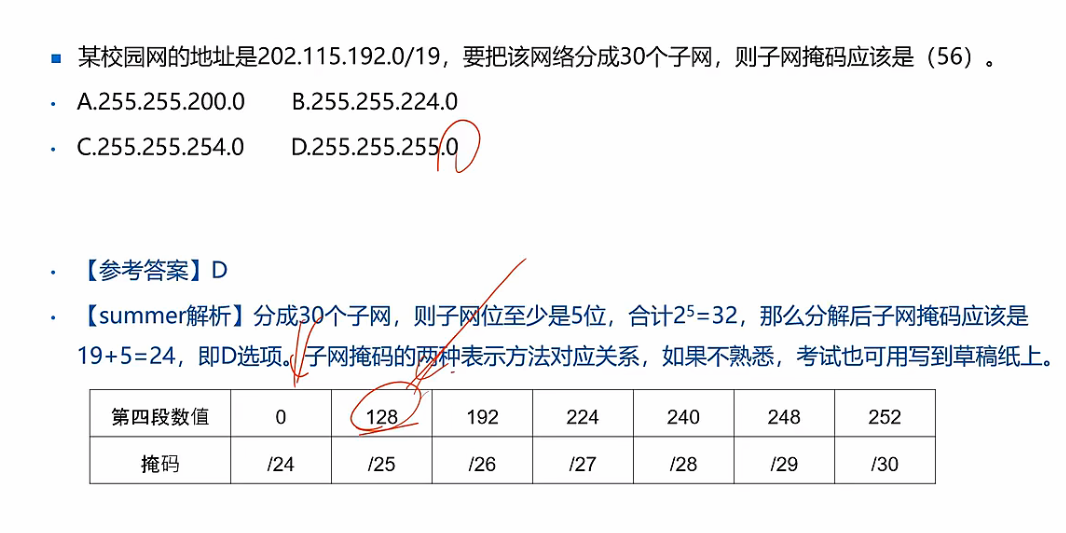 某校园网的地址是202.115.192.0/19，要把该网络分成30个子网，则子网掩码应该是（56）。
A.255.255.200.0 B.255.255.224.0
C.255.255.254.0 D.255.255.255.0
【参考答案】D
【summer解析】分成30个子网，则子网位至少是5位，合计2⁵=32，那么分解后子网掩码应该是
19+5=24，即D选项。子网掩码的两种表示方法对应关系，如果不熟悉，考试也可用写到草稿纸上。
第四段数值 0 128 192 224 240 248 252
掩码 /24 /25 /26 /27 /28 /29 /30